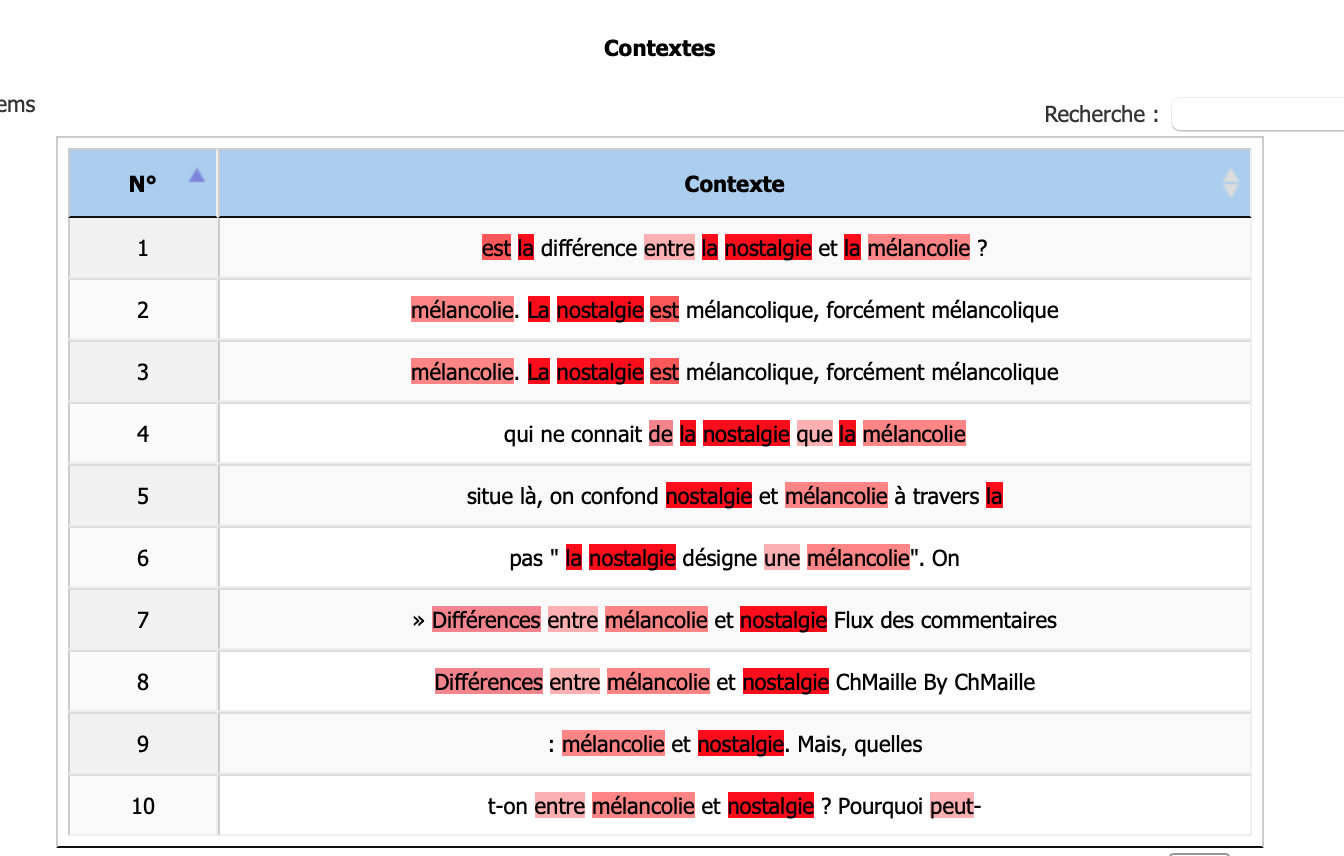 Contextes
ems
Recherche :
N° Contexte
1 est la différence entre la nostalgie et la mélancolie ?
2 mélancolie. La nostalgie est mélancolique, forcément mélancolique
3 mélancolie. La nostalgie est mélancolique, forcément mélancolique
4 qui ne connait de la nostalgie que la mélancolie
5 situe là, on confond nostalgie et mélancolie à travers la
6 pas " la nostalgie désigne une mélancolie". On
7 » Différences entre mélancolie et nostalgie Flux des commentaires
8 Différences entre mélancolie et nostalgie ChMaille By ChMaille
9 : mélancolie et nostalgie. Mais, quelles
10 t-on entre mélancolie et nostalgie ? Pourquoi peut-